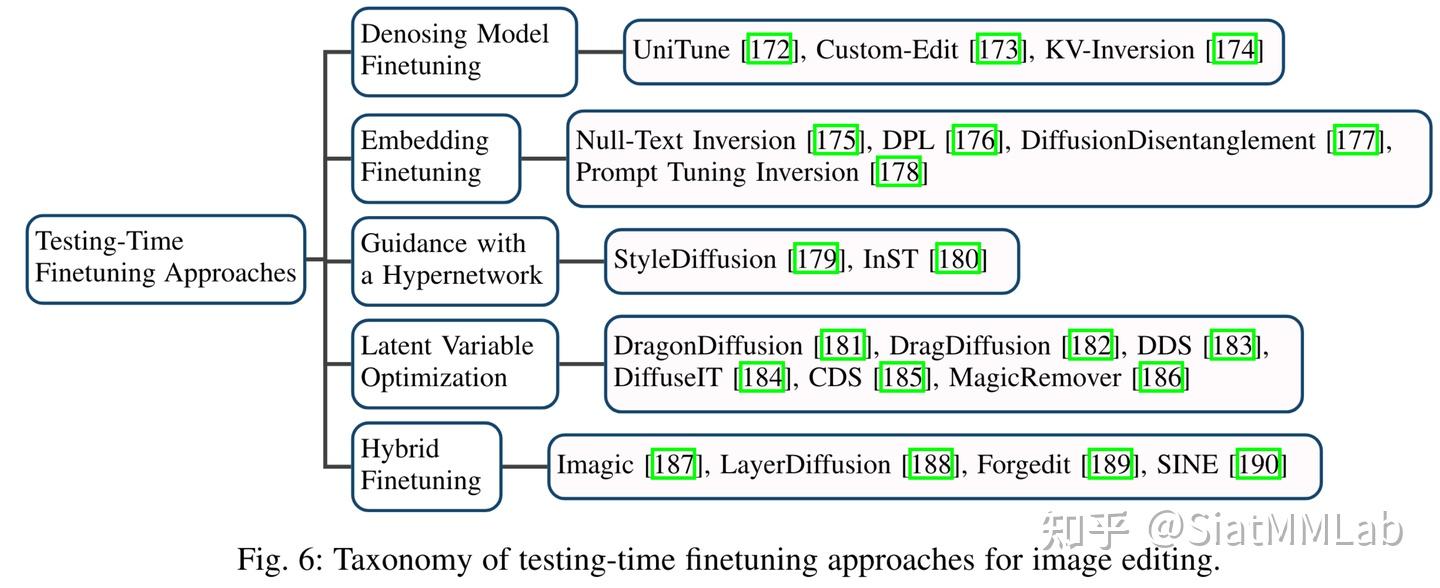 Denosing Model
Finetuning
UniTune [172], Custom-Edit [173], KV-Inversion [174]
Embedding
Finetuning
Null-Text Inversion [175], DPL [176], DiffusionDisentanglement [177],
Prompt Tuning Inversion [178]
Testing-Time
Finetuning Approaches
Guidance with
a Hypernetwork
StyleDiffusion [179], InST [180]
Latent Variable
Optimization
DragonDiffusion [181], DragDiffusion [182], DDS [183],
DiffuseIT [184], CDS [185], MagicRemover [186]
Hybrid
Finetuning
Imagic [187], LayerDiffusion [188], Forgedit [189], SINE [190]
知乎 @SiatMMLab
Fig. 6: Taxonomy of testing-time finetuning approaches for image editing.